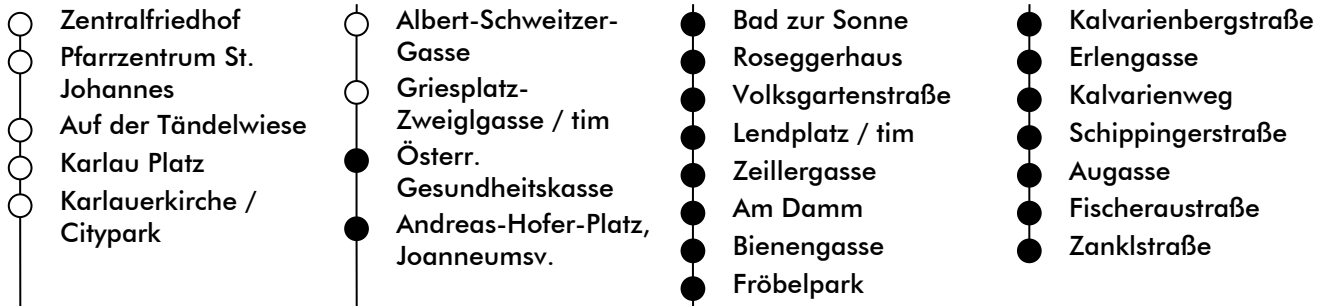 Zentralfriedhof
Pfarrzentrum St.
Johannes
Auf der Tändelwiese
Karlau Platz
Karlauerkirche /
Citypark
Albert-Schweitzer-
Gasse
Griesplatz-
Zweiglgasse / tim
Österr.
Gesundheitskasse
Andreas-Hofer-Platz,
Joanneumsv.
Bad zur Sonne
Roseggerhaus
Volksgartenstraße
Lendplatz / tim
Zeillergasse
Am Damm
Bienengasse
Fröbelpark
Kalvarienbergstraße
Erlengasse
Kalvarienweg
Schippingerstraße
Augasse
Fischeraustraße
Zanklstraße